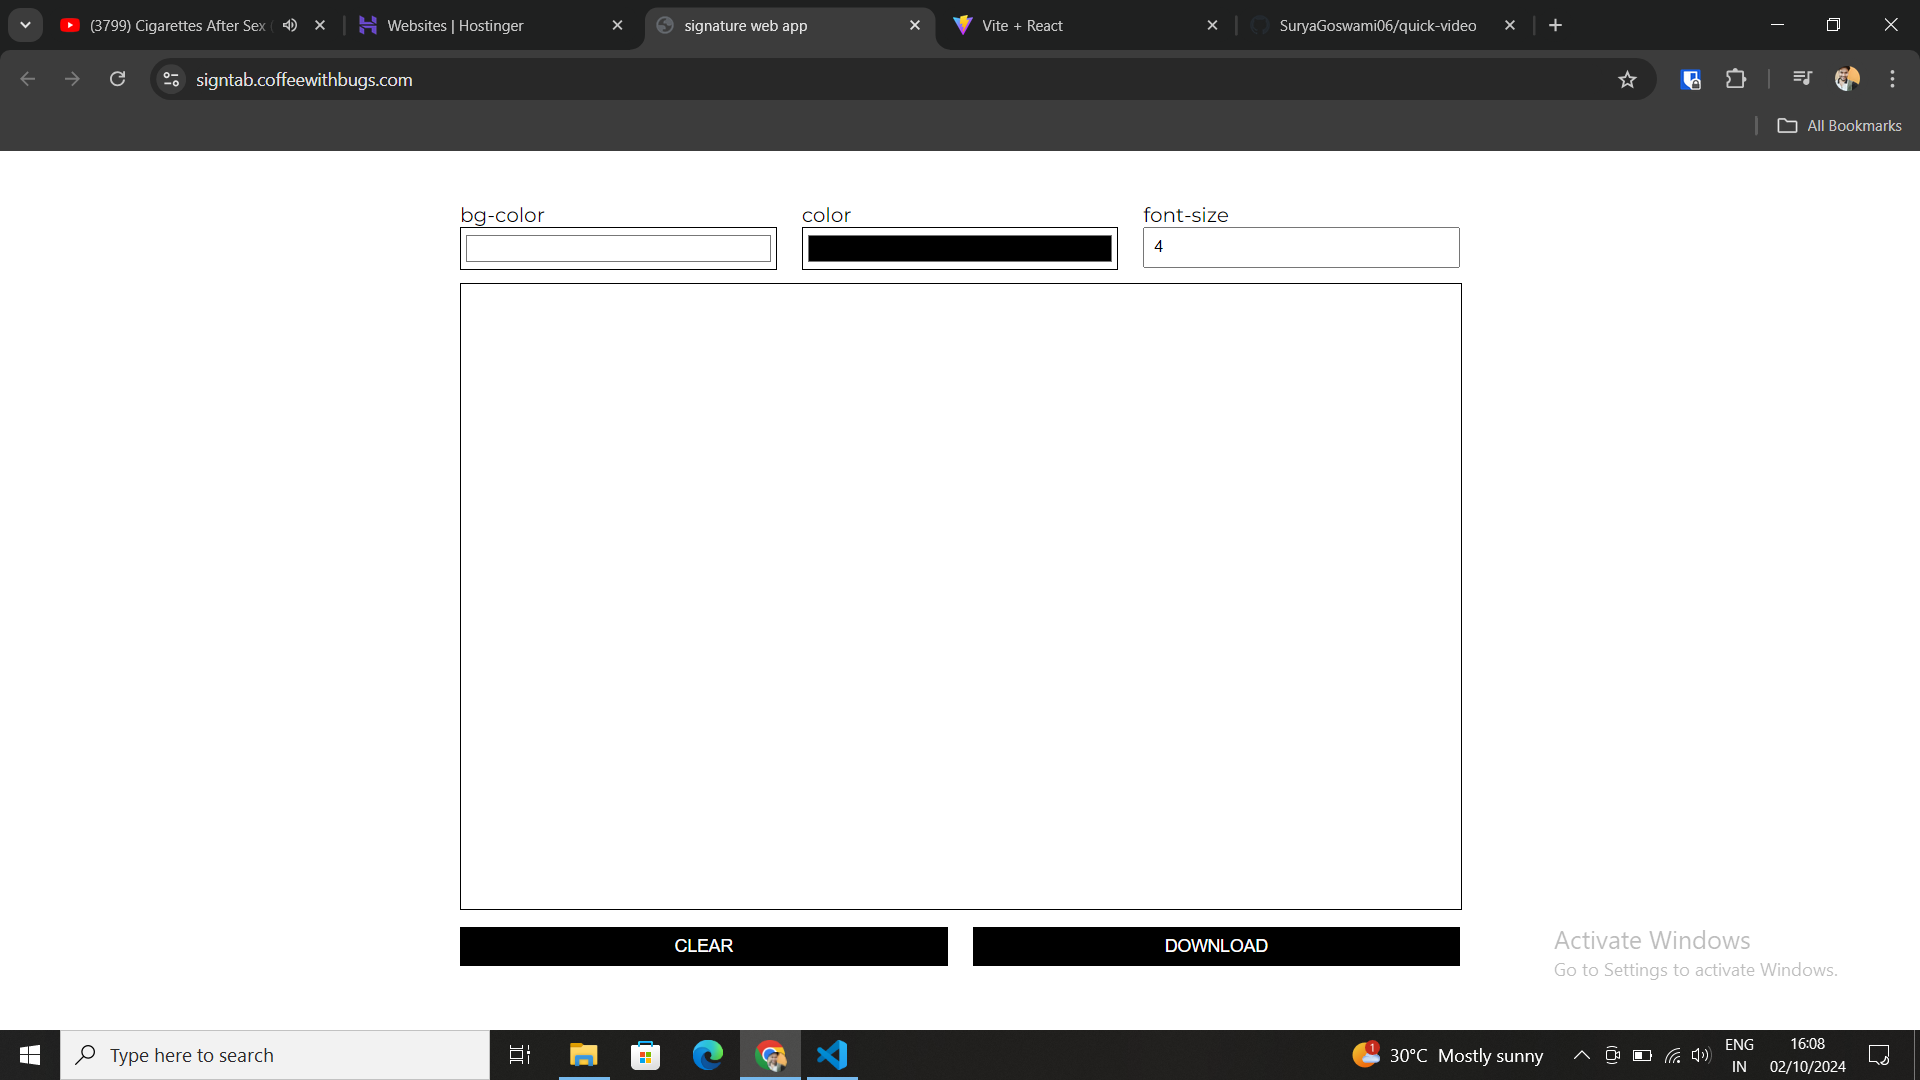 (3799) Cigarettes After Sex
Websites | Hostinger
signature web app
Vite + React
SuryaGoswami06/quick-video
signtab.coffeewithbugs.com
All Bookmarks
bg-color
color
font-size
4
CLEAR
DOWNLOAD
Activate Windows
Go to Settings to activate Windows.
Type here to search
1
30°C Mostly sunny
ENG
IN
16:08
02/10/2024